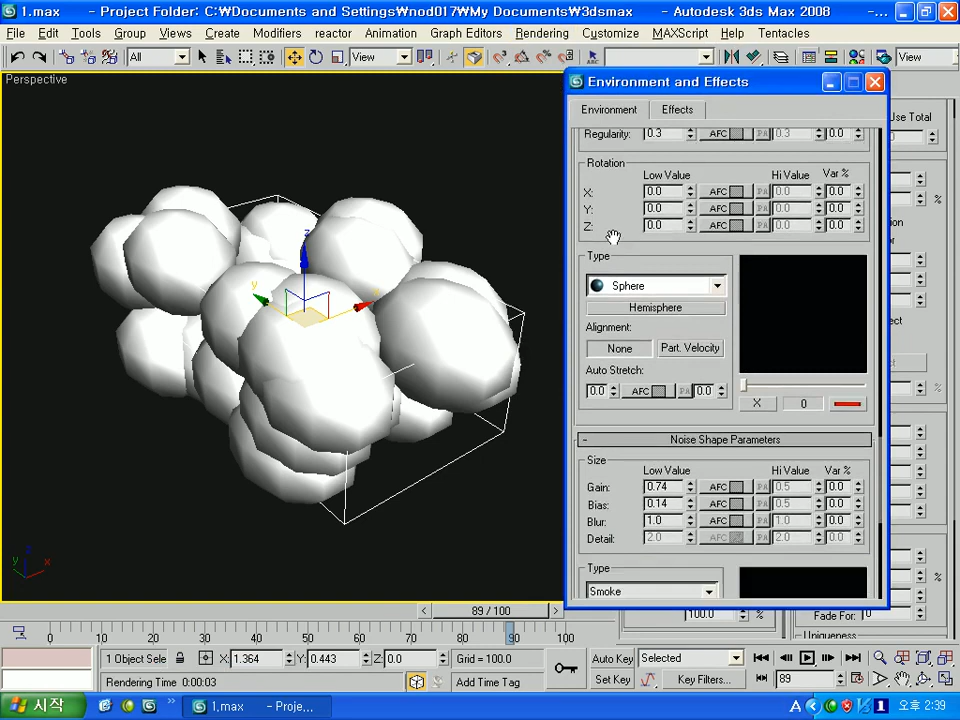 1.max    - Project Folder: C:₩Documents and Settings₩nod017₩My Documents₩3dsmax    - Autodesk 3ds Max 2008    -...
File Edit Tools Group Views Create Modifiers reactor Animation Graph Editors Rendering Customize MAXScript Help Tentacles
All View View
Perspective
Environment and Effects
Environment Effects
Use Total
Regularity: 0.3 AFC PA 0.3 0.0
Rotation
Low Value Hi Value Var %
X: 0.0 AFC PA 0.0 0.0
Y: 0.0 AFC PA 0.0 0.0
Z: 0.0 AFC PA 0.0 0.0
%
Type
Sphere
Hemisphere
Alignment:
None Part. Velocity
Auto Stretch:
0.0 AFC PA 0.0
X 0
%
- Noise Shape Parameters
Size
Low Value Hi Value Var %
Gain: 0.74 AFC PA 0.5 0.0
Bias: 0.14 AFC PA 0.5 0.0
Blur: 1.0 AFC PA 1.0 0.0
Detail: 2.0 AFC PA 2.0 0.0
Type
Smoke
%
z
y
x
100.0 %
Fade For: 0
Uniqueness
< 89 / 100 >
0 10 20 30 40 50 60 70 80 90 100
1 Object Sele X: 1.364 Y: 0.443 Z: 0.0 Grid = 100.0 Auto Key Selected
Rendering Time 0:00:03 Add Time Tag Set Key Key Filters... 89
시작 1.max    - Proje... A 오후 2:39